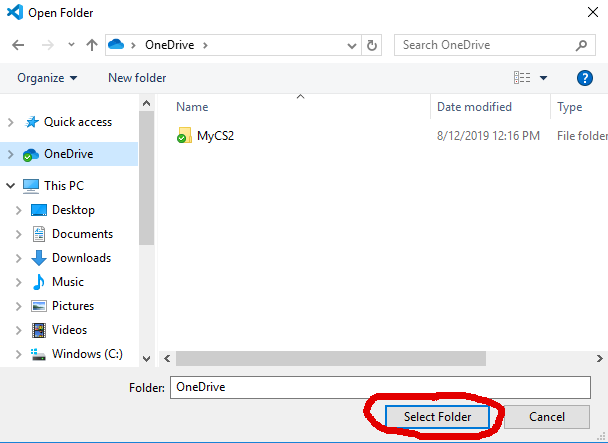 Open Folder
OneDrive
Search OneDrive
Organize
New folder
?
Name Date modified Type
Quick access
OneDrive
This PC
Desktop
Documents
Downloads
Music
Pictures
Videos
Windows (C:)
MyCS2 8/12/2019 12:16 PM File folder
Folder: OneDrive
Select Folder Cancel